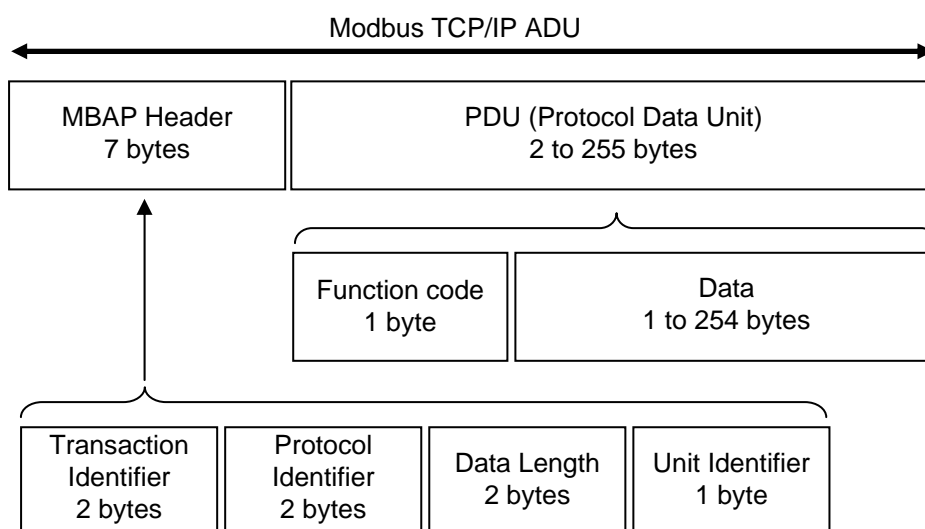 Modbus TCP/IP ADU
MBAP Header
7 bytes
PDU (Protocol Data Unit)
2 to 255 bytes
Function code
1 byte
Data
1 to 254 bytes
Transaction
Identifier
2 bytes
Protocol
Identifier
2 bytes
Data Length
2 bytes
Unit Identifier
1 byte